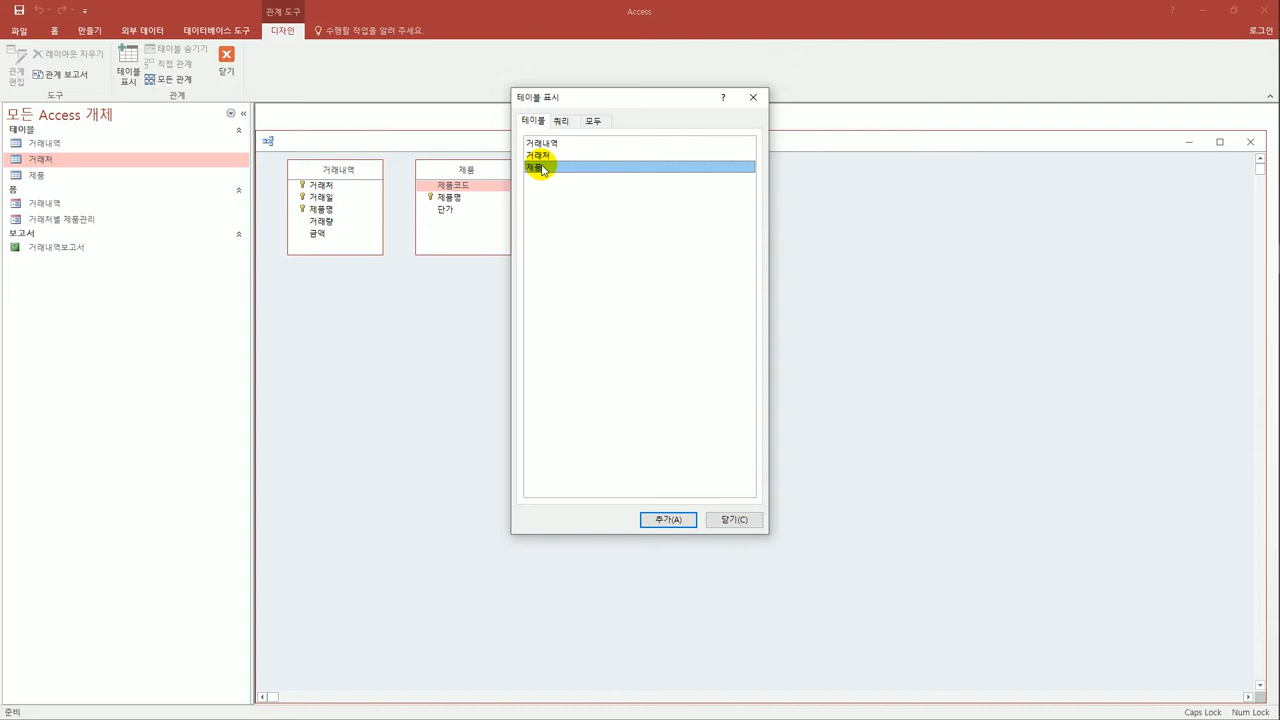 관계 도구
Access
파일
홈
만들기
외부 데이터
데이터베이스 도구
디자인
수행할 작업을 알려 주세요.
로그인
관계
편집
레이아웃 지우기
관계 보고서
도구
테이블
표시
테이블 숨기기
직접 관계
모든 관계
관계
닫기
모든 Access 개체
테이블
거래내역
거래처
제품
폼
거래내역
거래처별 제품관리
보고서
거래내역보고서
거래내역
거래처
거래일
제품명
거래량
금액
제품
제품코드
제품명
단가
테이블 표시
?
테이블
쿼리
모두
거래내역
거래처
제품
추가(A)
닫기(C)
준비
Caps Lock
Num Lock